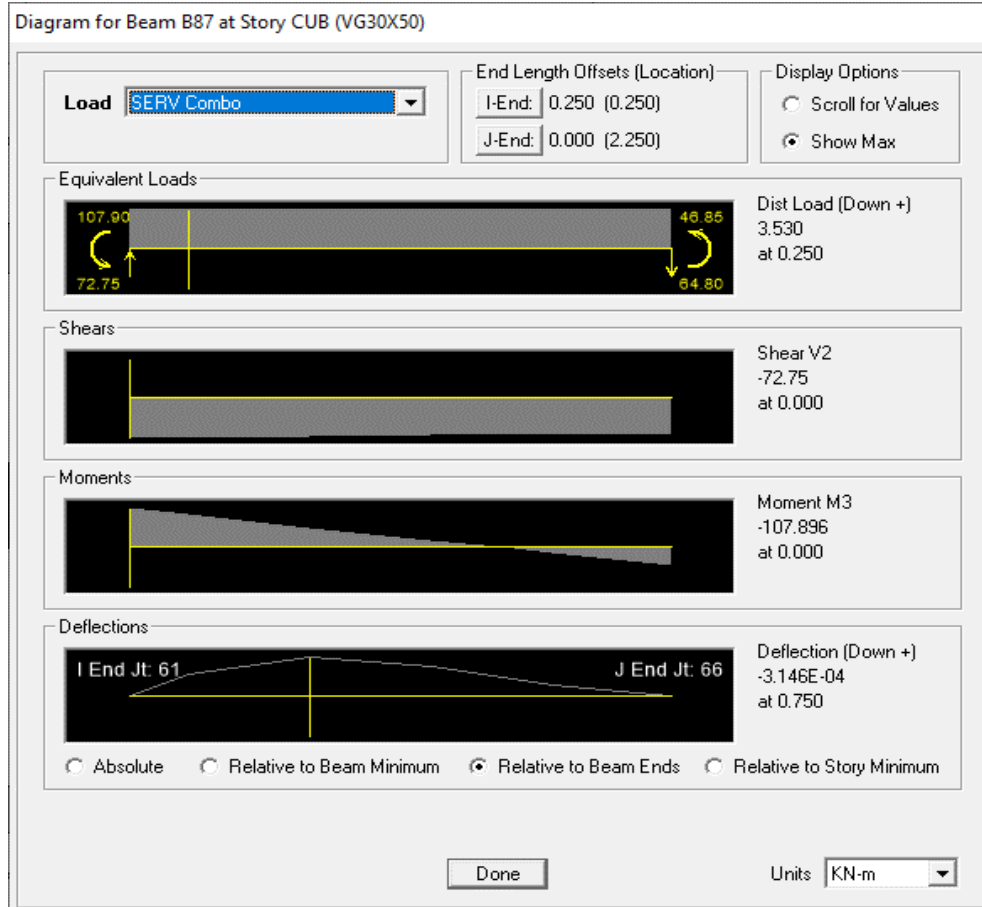 Diagram for Beam B87 at Story CUB (VG30X50)
Load SERV Combo
End Length Offsets (Location)
I-End: 0.250 (0.250)
J-End: 0.000 (2.250)
Display Options
Scroll for Values
Show Max
Equivalent Loads
107.90
72.75
46.85
64.80
Dist Load (Down +)
3.530
at 0.250
Shears
Shear V2
-72.75
at 0.000
Moments
Moment M3
-107.896
at 0.000
Deflections
I End Jt: 61
J End Jt: 66
Deflection (Down +)
-3.146E-04
at 0.750
Absolute Relative to Beam Minimum Relative to Beam Ends Relative to Story Minimum
Done
Units KN-m